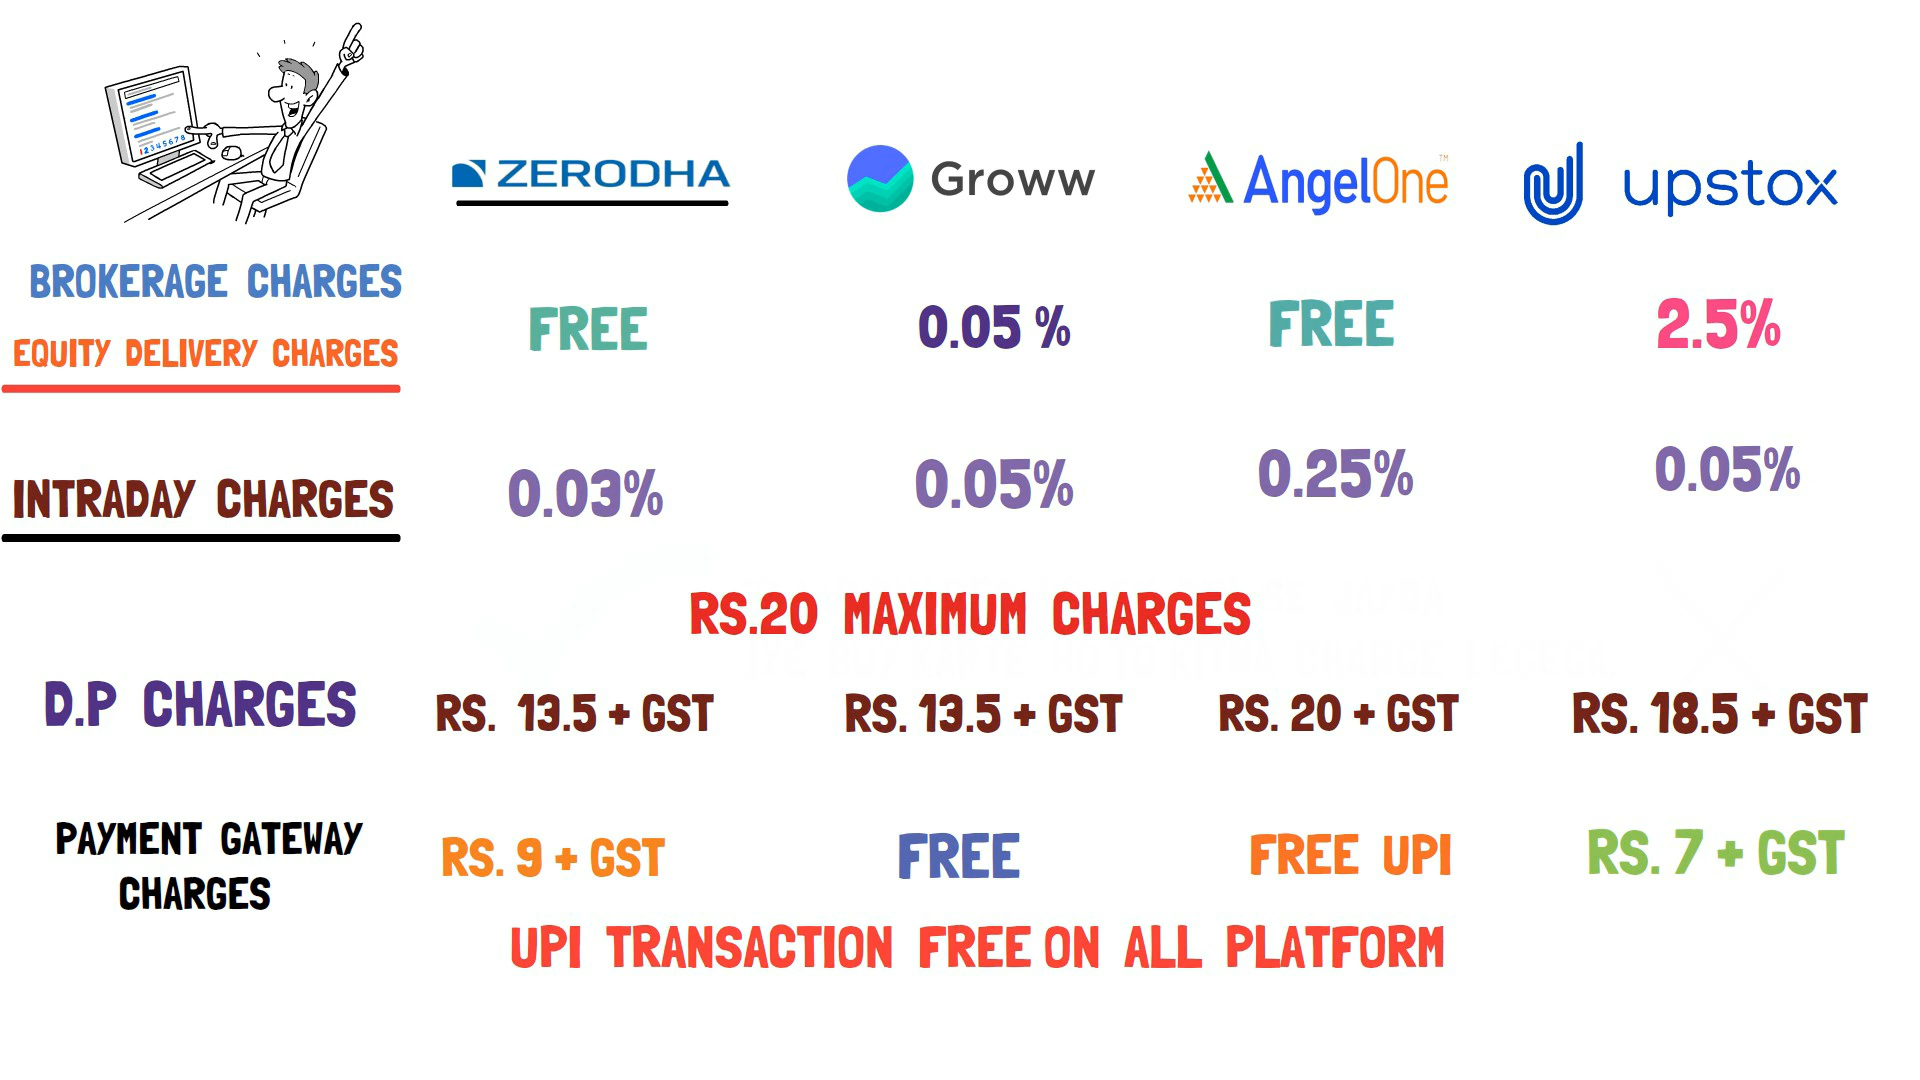 ZERODHA
Groww
AngelOne™
upstox
BROKERAGE CHARGES
EQUITY DELIVERY CHARGES
FREE
0.05 %
FREE
2.5%
INTRADAY CHARGES
0.03%
0.05%
0.25%
0.05%
RS.20 MAXIMUM CHARGES
D.P CHARGES
RS. 13.5 + GST
RS. 13.5 + GST
RS. 20 + GST
RS. 18.5 + GST
PAYMENT GATEWAY
CHARGES
RS. 9 + GST
FREE
FREE UPI
RS. 7 + GST
UPI TRANSACTION FREE ON ALL PLATFORM